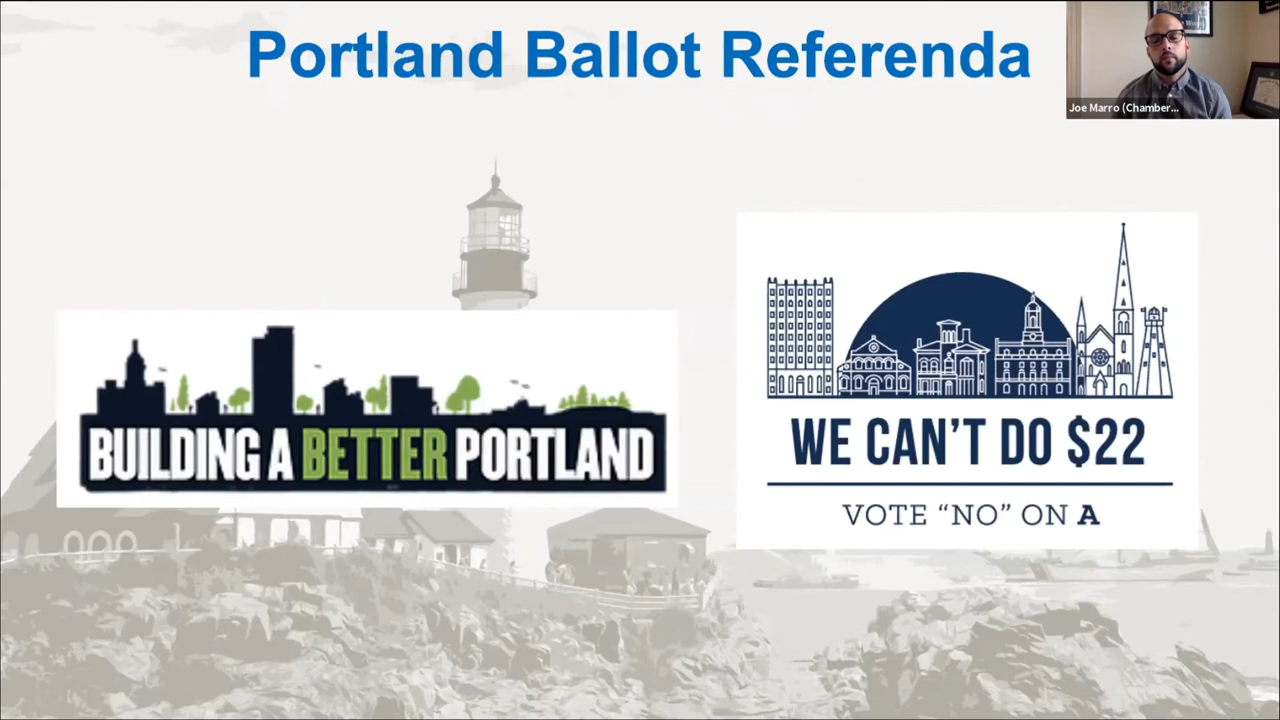 Portland Ballot Referenda
Joe Marro (Chamber...
BUILDING A BETTER PORTLAND
WE CAN'T DO $22
VOTE “NO” ON A